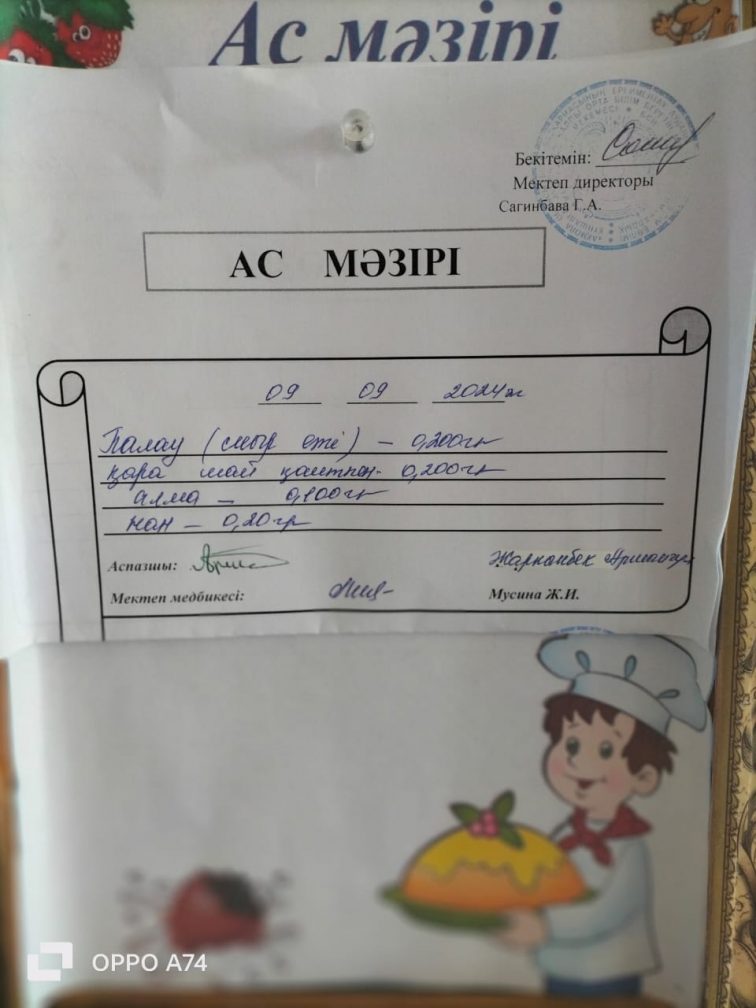 Ас мәзірі
Бекітемін:
Мектеп директоры
Сагинбава Г.А.
АС МӘЗІРІ
09 09 2024ж
Палау (сиыр еті) – 0,200гр
қара шай қантпен- 0,200гр
алма – 0,100гр
нан – 0,20гр
Аспазшы:
Мектеп медбикесі: Мусина Ж.И.
OPPO A74